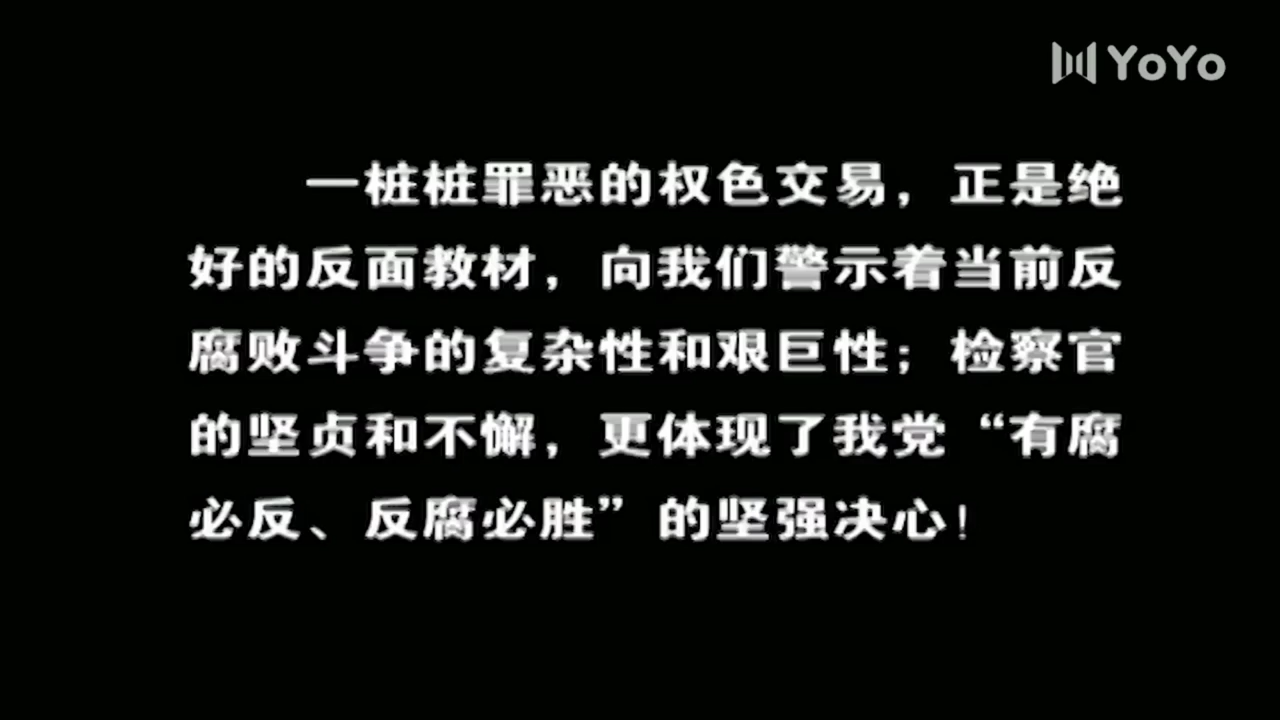 YoYo
一桩桩罪恶的权色交易，正是绝
好的反面教材，向我们警示着当前反
腐败斗争的复杂性和艰巨性；检察官
的坚贞和不懈，更体现了我党“有腐
必反、反腐必胜”的坚强决心！